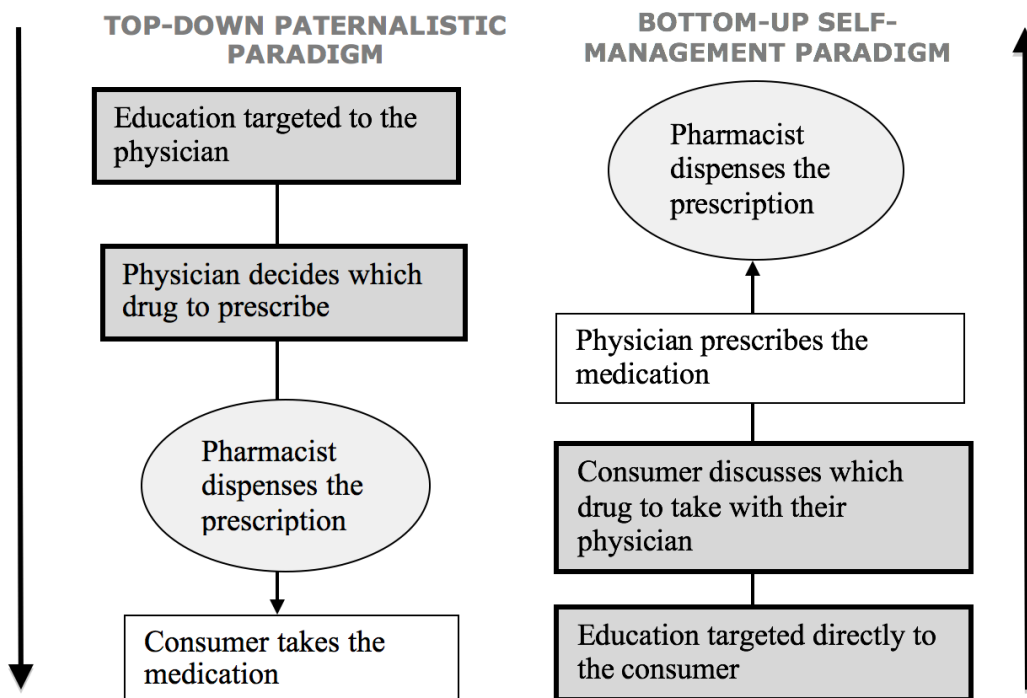 TOP-DOWN PATERNALISTIC
PARADIGM
Education targeted to the
physician
Physician decides which
drug to prescribe
Pharmacist
dispenses the
prescription
Consumer takes the
medication
BOTTOM-UP SELF-
MANAGEMENT PARADIGM
Pharmacist
dispenses the
prescription
Physician prescribes the
medication
Consumer discusses which
drug to take with their
physician
Education targeted directly to
the consumer